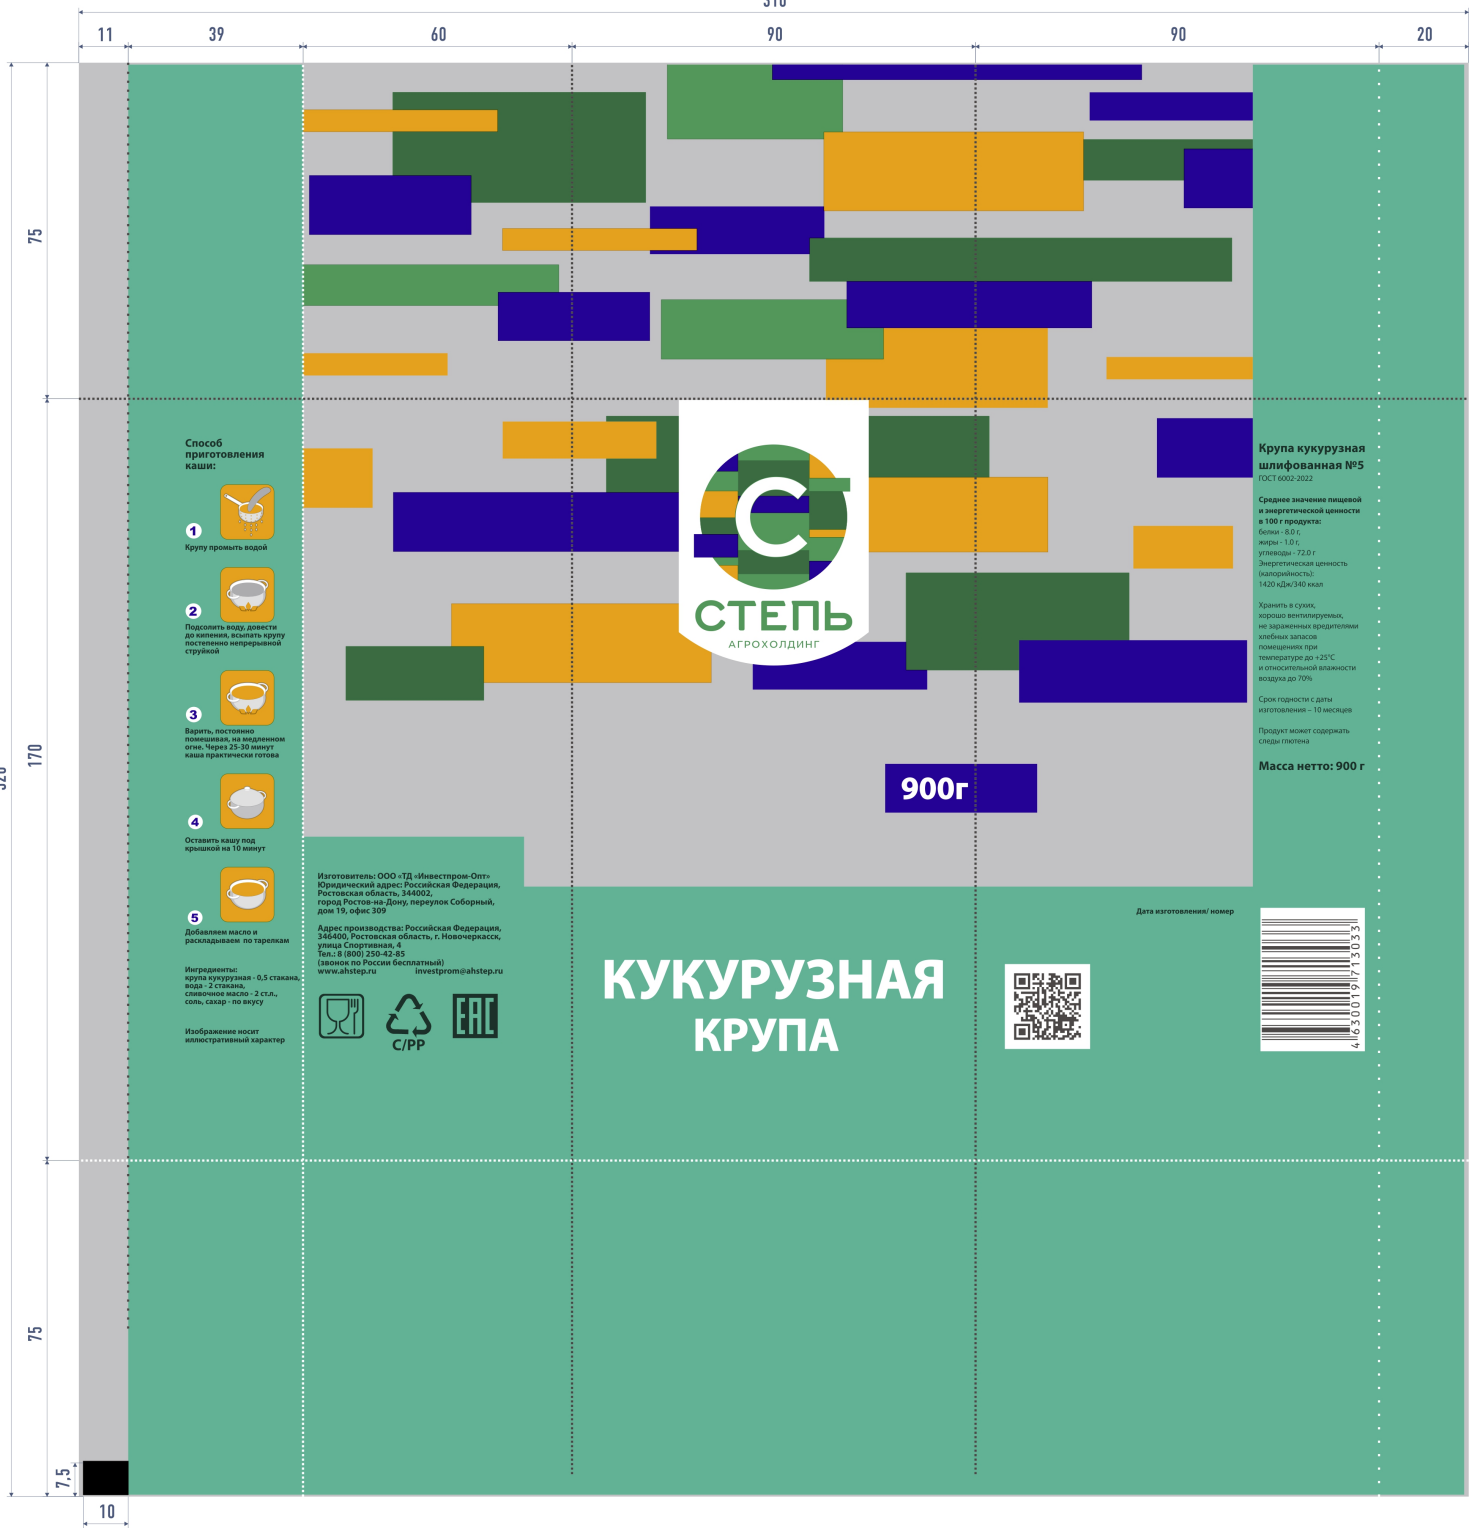 310
11
39
60
90
90
20
75
170
75
320
7,5
10
Способ
приготовления
каши:
1
Крупу промыть водой
2
Подсолить воду, довести
до кипения, всыпать крупу
постепенно непрерывной
струйкой
3
Варить, постоянно
помешивая, на медленном
огне. Через 25-30 минут
каша практически готова
4
Оставить кашу под
крышкой на 10 минут
5
Добавляем масло и
раскладываем по тарелкам
Ингредиенты:
крупа кукурузная - 0,5 стакана,
вода - 2 стакана,
сливочное масло - 2 ст.л.,
соль, сахар - по вкусу
Изображение носит
иллюстративный характер
Изготовитель: ООО «ТД «Инвестпром-Опт»
Юридический адрес: Российская Федерация,
Ростовская область, 344002,
город Ростов-на-Дону, переулок Соборный,
дом 19, офис 309
Адрес производства: Российская Федерация,
346400, Ростовская область, г. Новочеркасск,
улица Спортивная, 4
Тел.: 8 (800) 250-42-85
(звонок по России бесплатный)
www.ahstep.ru investprom@ahstep.ru
C/PP
EAC
С
СТЕПЬ
АГРОХОЛДИНГ
900г
КУКУРУЗНАЯ
КРУПА
Дата изготовления/ номер
Крупа кукурузная
шлифованная №5
ГОСТ 6002-2022
Среднее значение пищевой
и энергетической ценности
в 100 г продукта:
белки - 8.0 г,
жиры - 1.0 г,
углеводы - 72.0 г
Энергетическая ценность
(калорийность):
1420 кДж/340 ккал
Хранить в сухих,
хорошо вентилируемых,
не зараженных вредителями
хлебных запасов
помещениях при
температуре до +25°С
и относительной влажности
воздуха до 70%
Срок годности с даты
изготовления – 10 месяцев
Продукт может содержать
следы глютена
Масса нетто: 900 г
4 630019 713033